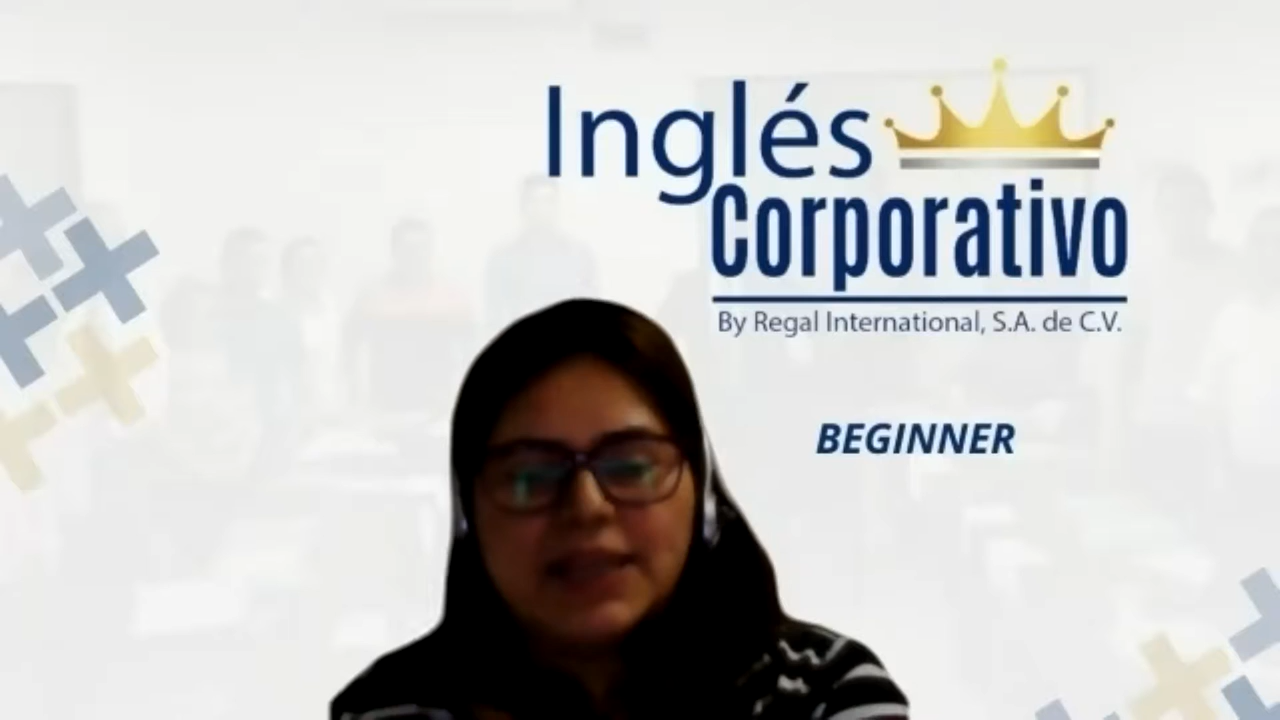 Inglés
Corporativo
By Regal International, S.A. de C.V.
BEGINNER